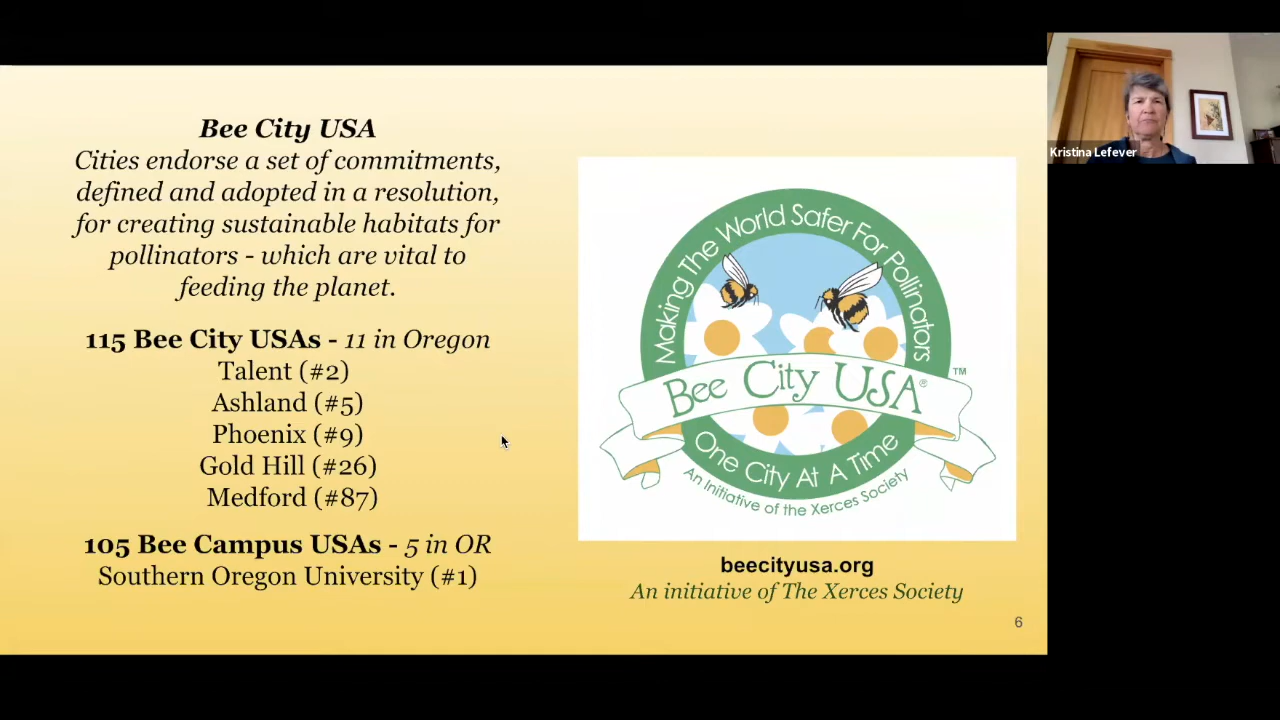 Bee City USA
Cities endorse a set of commitments,
defined and adopted in a resolution,
for creating sustainable habitats for
pollinators - which are vital to
feeding the planet.
115 Bee City USAs - 11 in Oregon
Talent (#2)
Ashland (#5)
Phoenix (#9)
Gold Hill (#26)
Medford (#87)
105 Bee Campus USAs - 5 in OR
Southern Oregon University (#1)
Making The World Safer For Pollinators
Bee City USA® ™
One City At A Time
An Initiative of the Xerces Society
beecityusa.org
An initiative of The Xerces Society
6
Kristina Lefever